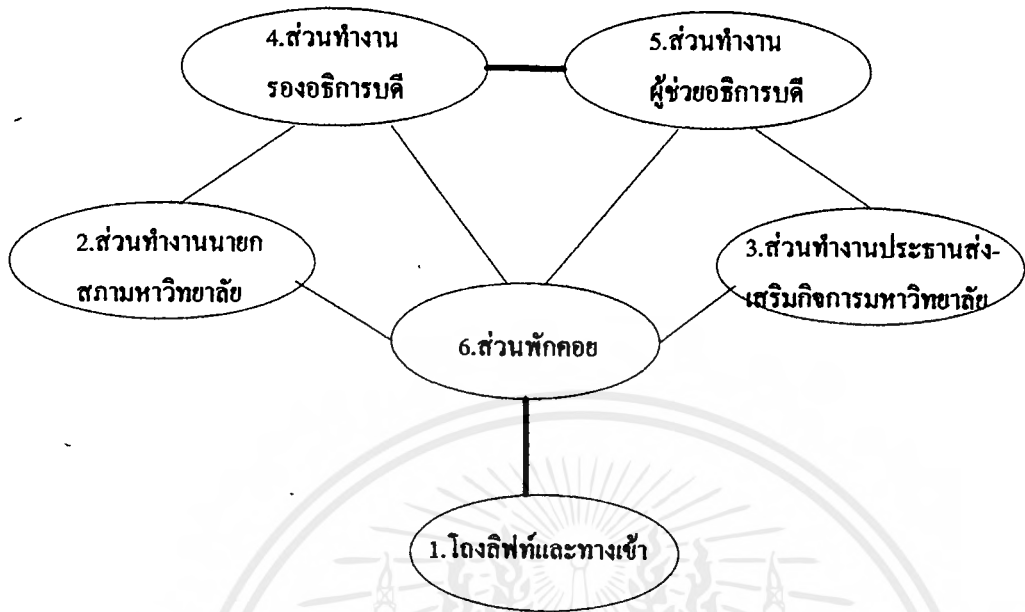 4.ส่วนทำงาน
รองอธิการบดี
5.ส่วนทำงาน
ผู้ช่วยอธิการบดี
2.ส่วนทำงานนายก
สภามหาวิทยาลัย
3.ส่วนทำงานประธานส่ง-
เสริมกิจการมหาวิทยาลัย
6.ส่วนพักคอย
1.โถงลิฟท์และทางเข้า